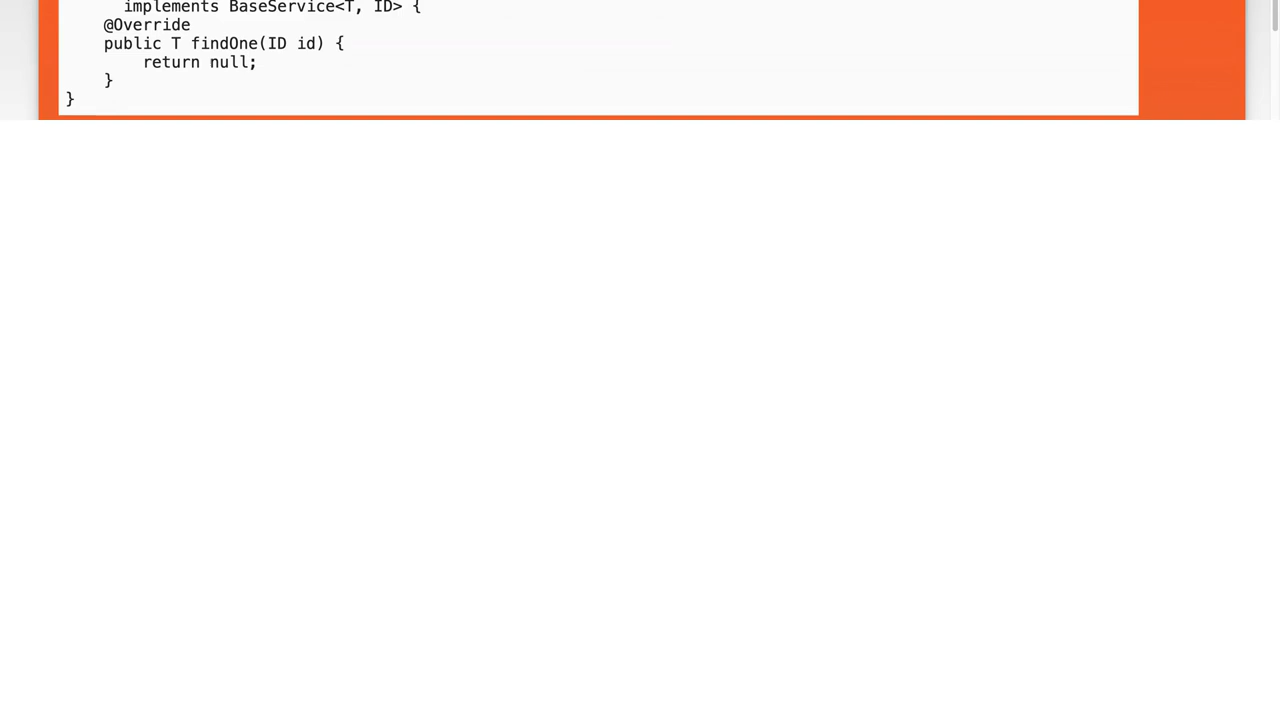 implements BaseService<T, ID> {
@Override
public T findOne(ID id) {
return null;
}
}